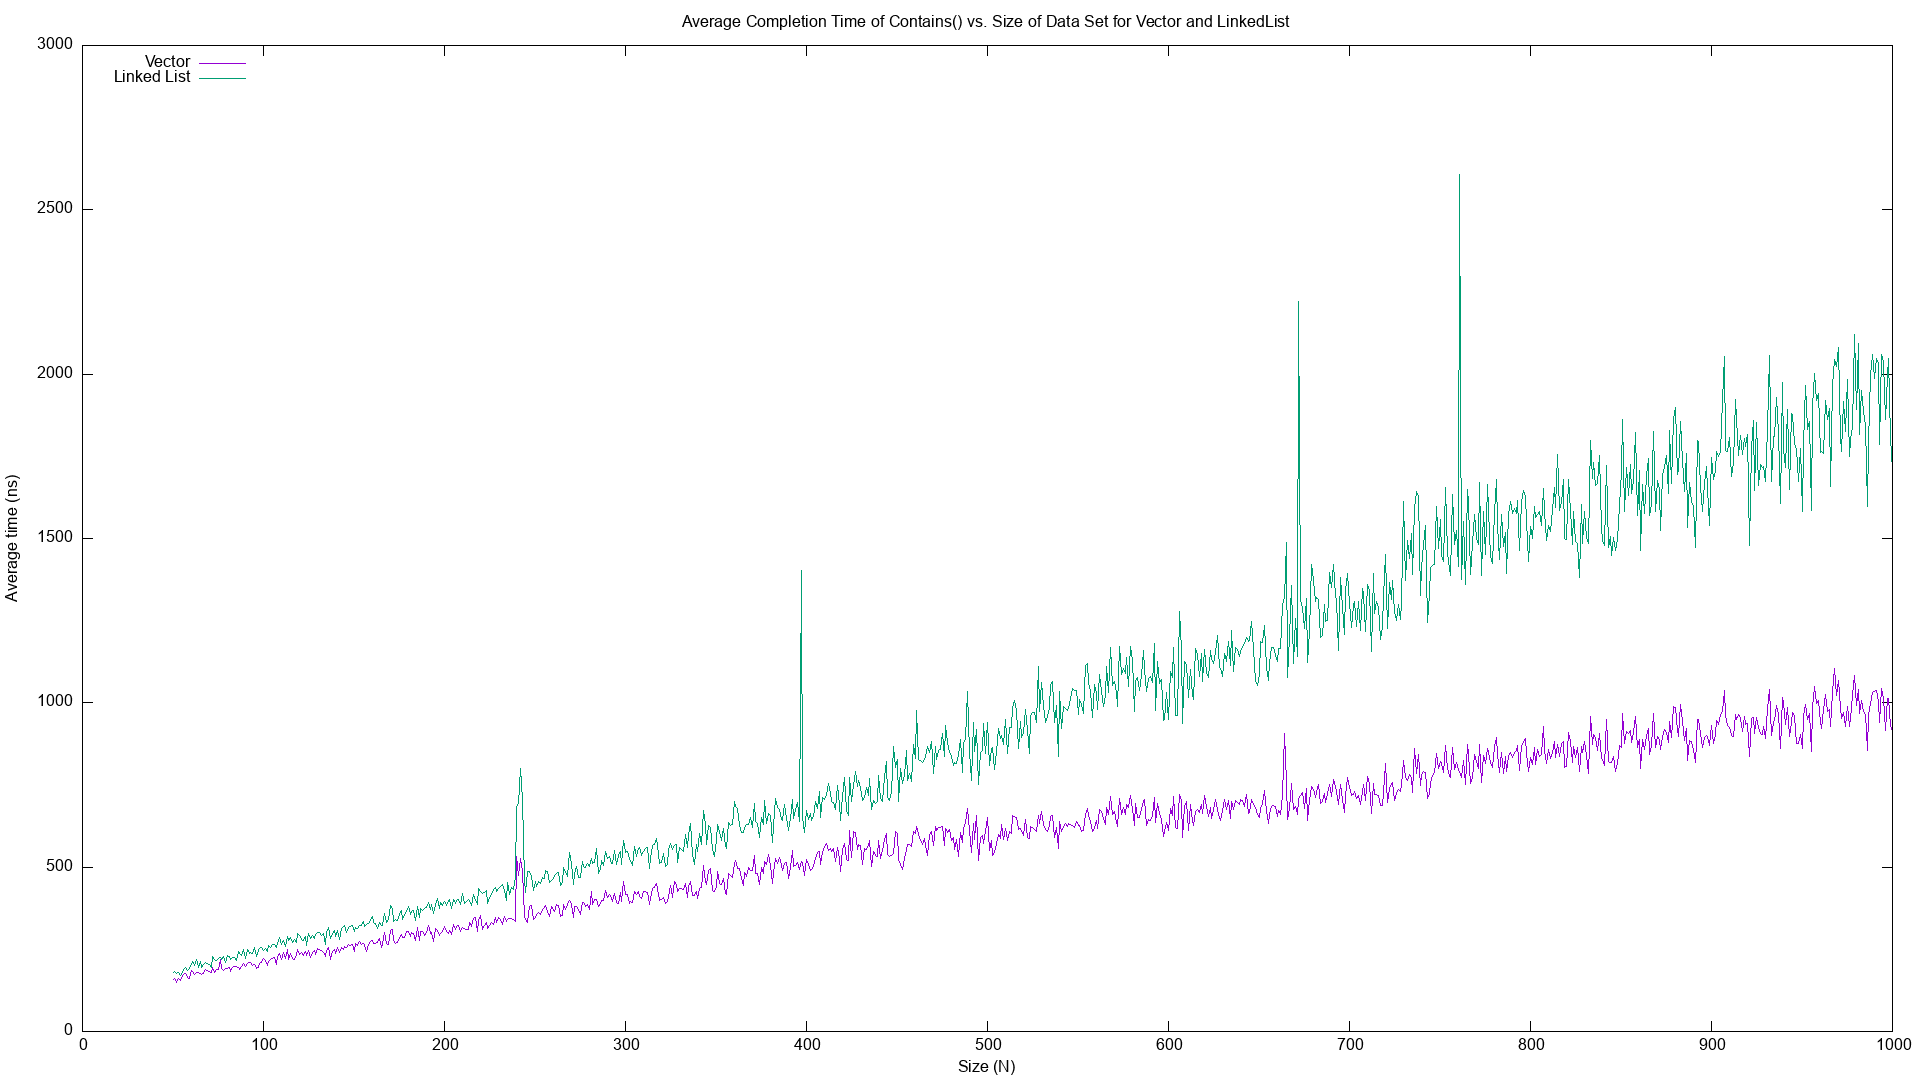 Average Completion Time of Contains() vs. Size of Data Set for Vector and LinkedList
3000
Vector
Linked List
2500
2000
1500
1000
500
0
Average time (ns)
0 100 200 300 400 500 600 700 800 900 1000
Size (N)